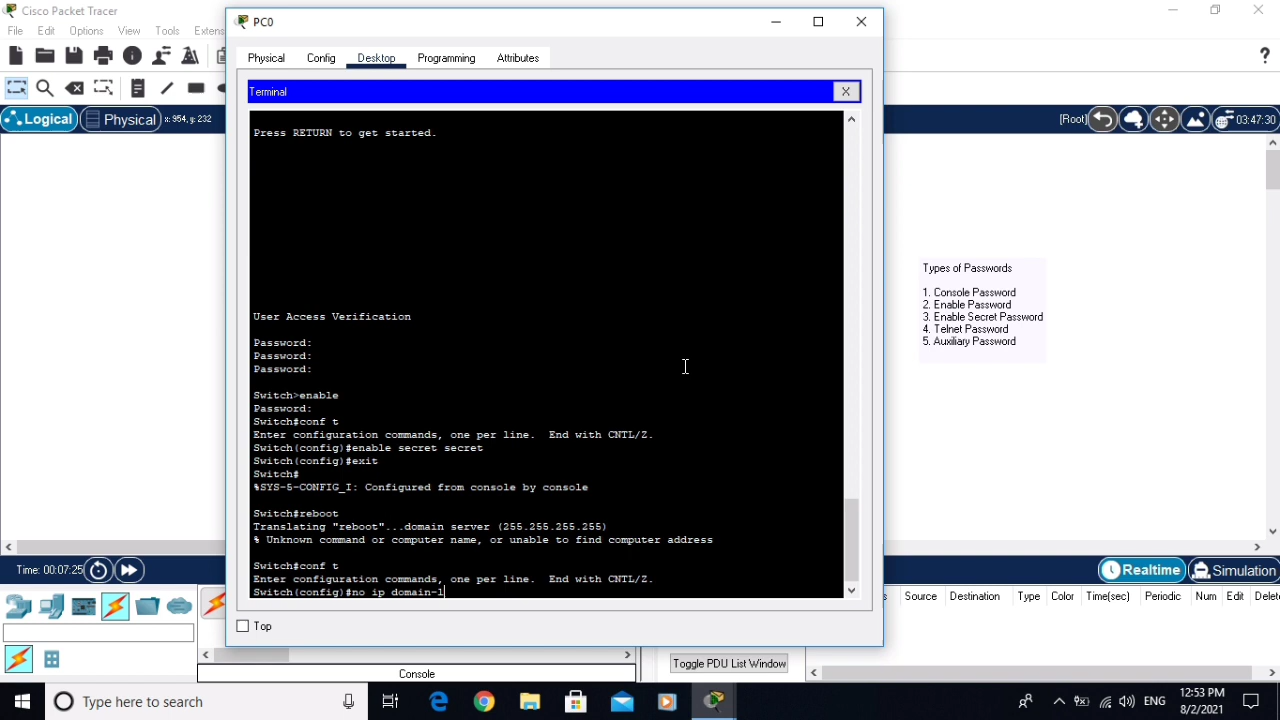 Cisco Packet Tracer
File Edit Options View Tools Extens
PC0
Physical Config Desktop Programming Attributes
Terminal X
Logical Physical x: 954, y: 232
[Root] 03:47:30
Press RETURN to get started.
User Access Verification
Password:
Password:
Password:
Switch>enable
Password:
Switch#conf t
Enter configuration commands, one per line.  End with CNTL/Z.
Switch(config)#enable secret secret
Switch(config)#exit
Switch#
%SYS-5-CONFIG_I: Configured from console by console
Switch#reboot
Translating "reboot"...domain server (255.255.255.255)
% Unknown command or computer name, or unable to find computer address
Switch#conf t
Enter configuration commands, one per line.  End with CNTL/Z.
Switch(config)#no ip domain-l
Top
Types of Passwords
1. Console Password
2. Enable Password
3. Enable Secret Password
4. Telnet Password
5. Auxiliary Password
Time: 00:07:25
Realtime Simulation
s Source Destination Type Color Time(sec) Periodic Num Edit Delet
Toggle PDU List Window
Console
Type here to search
ENG
12:53 PM
8/2/2021